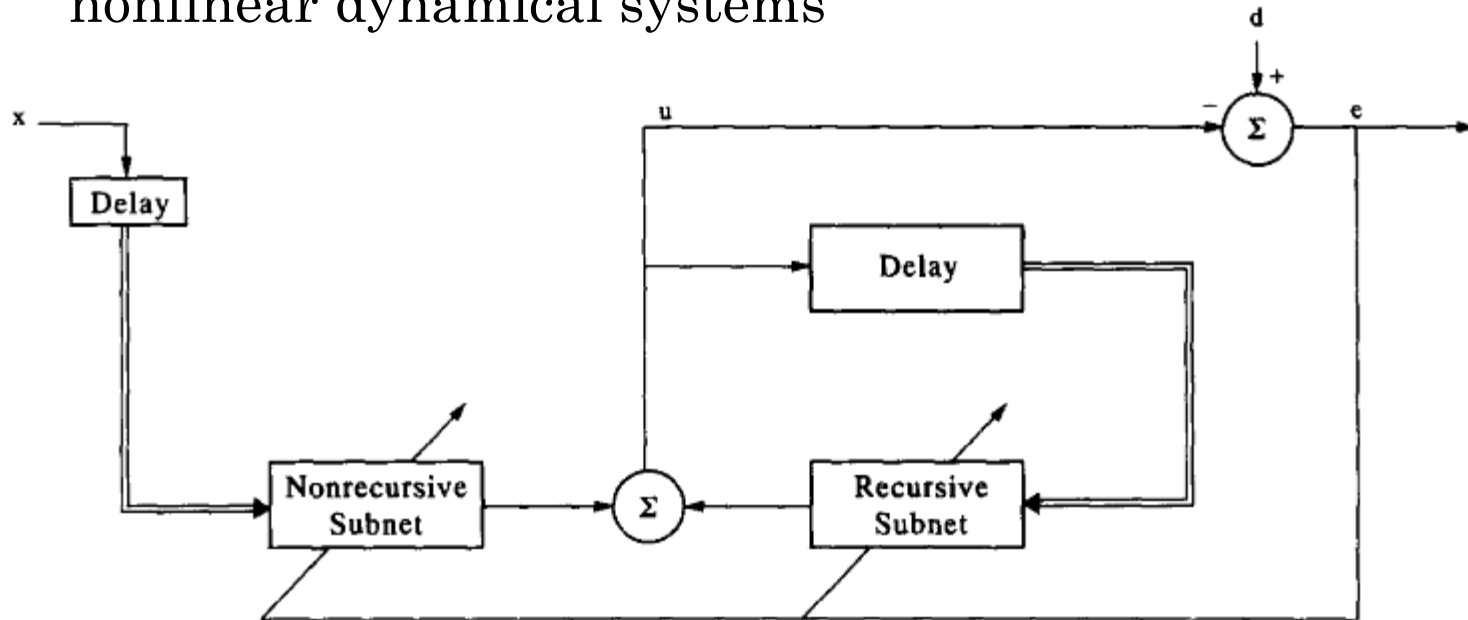 nonlinear dynamical systems
d
+
x
u
−
Σ
e
Delay
Delay
Nonrecursive
Subnet
Σ
Recursive
Subnet